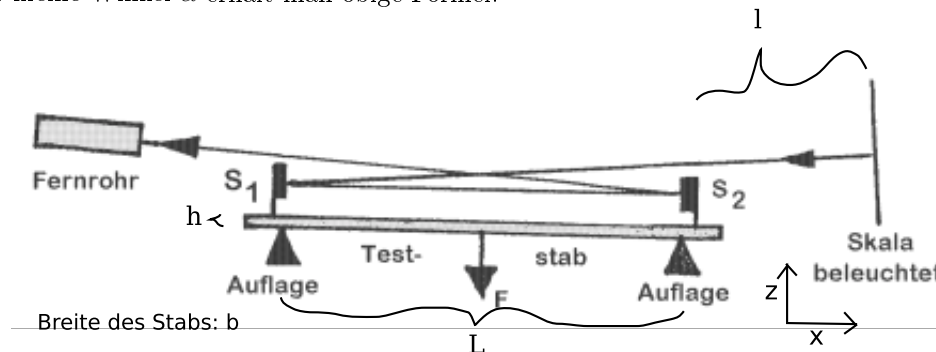 l
Fernrohr
S1
S2
h
Test-
stab
Skala
beleuchtet
Auflage
F
Auflage
z
x
Breite des Stabs: b
L